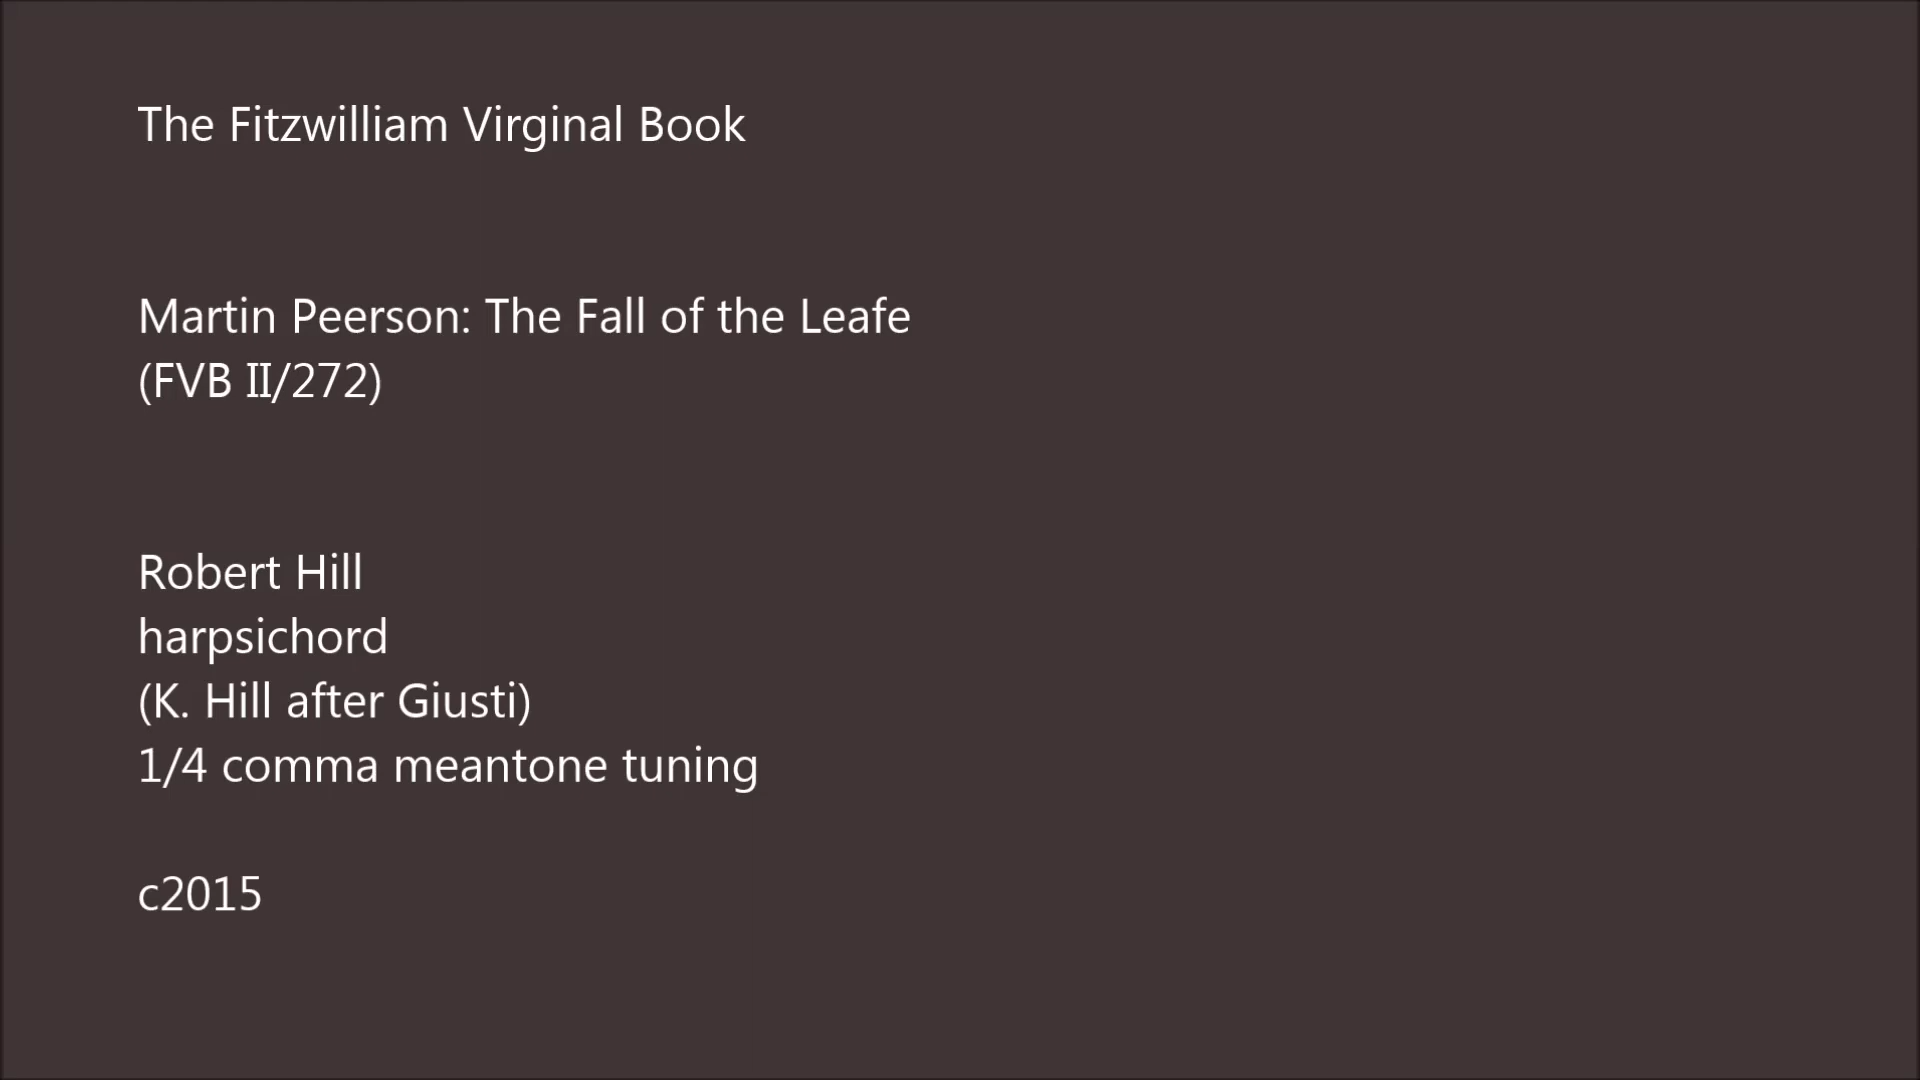 The Fitzwilliam Virginal Book
Martin Peerson: The Fall of the Leafe
(FVB II/272)
Robert Hill
harpsichord
(K. Hill after Giusti)
1/4 comma meantone tuning
c2015